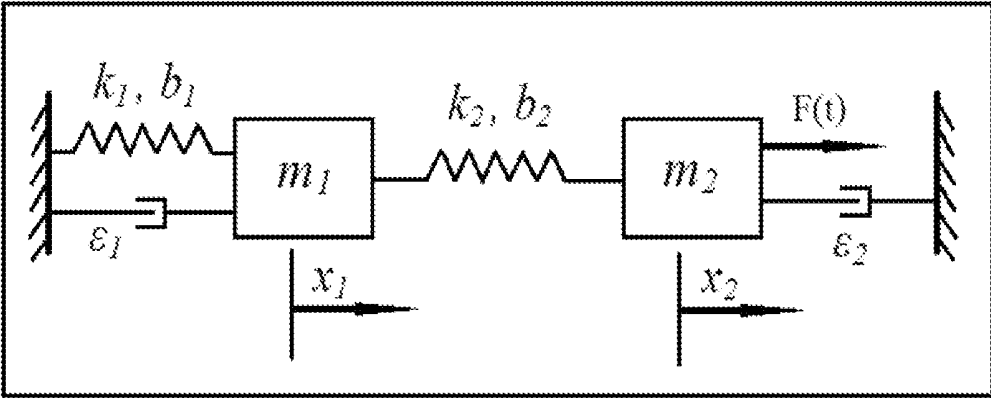 k₁, b₁
k₂, b₂
F(t)
m₁
m₂
ε₁
ε₂
x₁
x₂